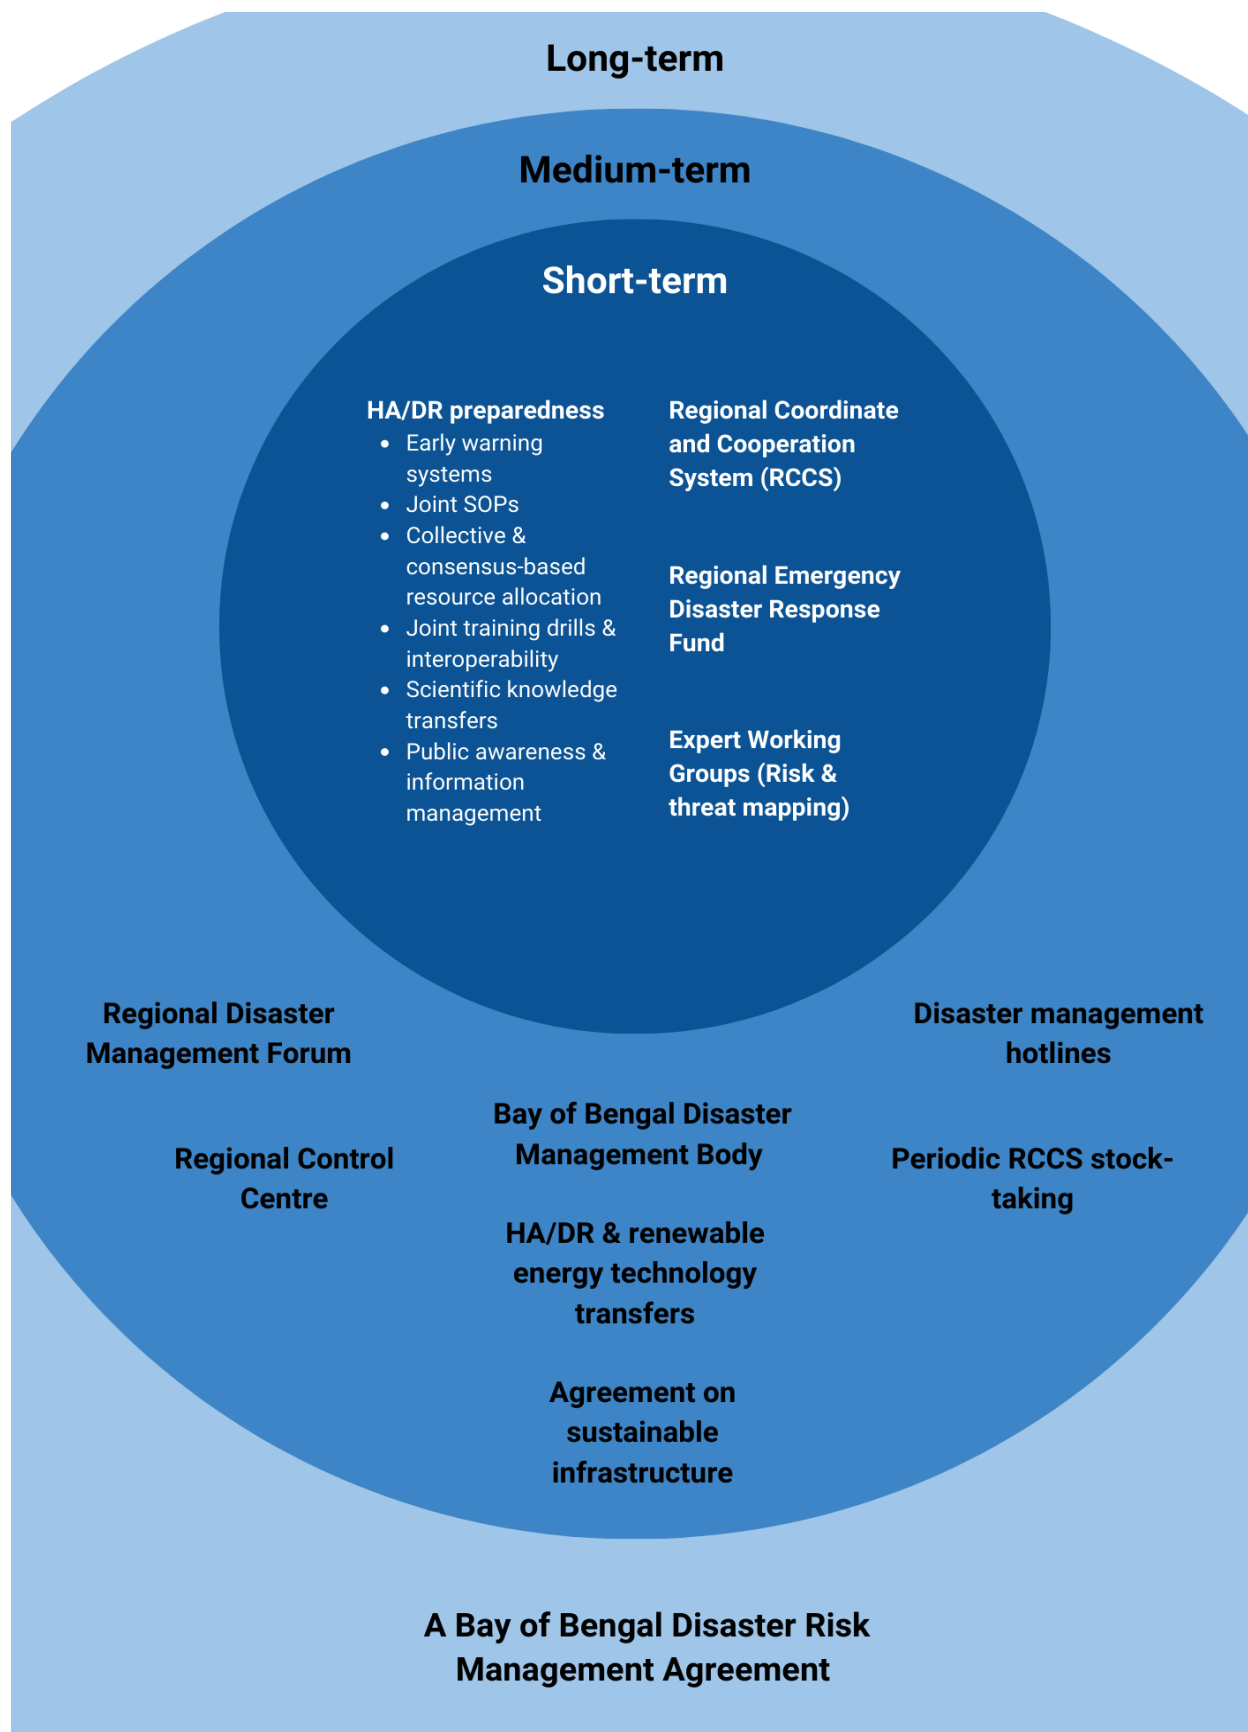 Long-term
Medium-term
Short-term
HA/DR preparedness
• Early warning
systems
• Joint SOPs
• Collective &
consensus-based
resource allocation
• Joint training drills &
interoperability
• Scientific knowledge
transfers
• Public awareness &
information
management
Regional Coordinate
and Cooperation
System (RCCS)
Regional Emergency
Disaster Response
Fund
Expert Working
Groups (Risk &
threat mapping)
Regional Disaster
Management Forum
Regional Control
Centre
Bay of Bengal Disaster
Management Body
HA/DR & renewable
energy technology
transfers
Agreement on
sustainable
infrastructure
Disaster management
hotlines
Periodic RCCS stock-
taking
A Bay of Bengal Disaster Risk
Management Agreement